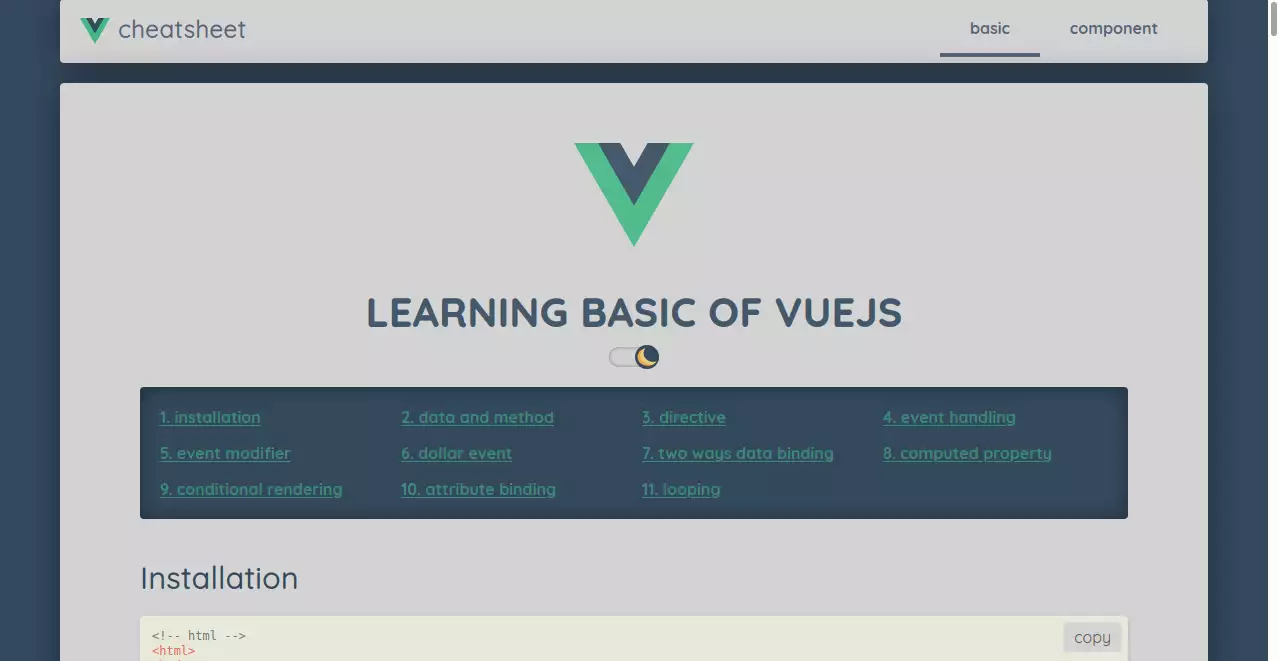 cheatsheet
basic component
LEARNING BASIC OF VUEJS
1. installation 2. data and method 3. directive 4. event handling
5. event modifier 6. dollar event 7. two ways data binding 8. computed property
9. conditional rendering 10. attribute binding 11. looping
Installation
<!-- html -->
copy
<html>